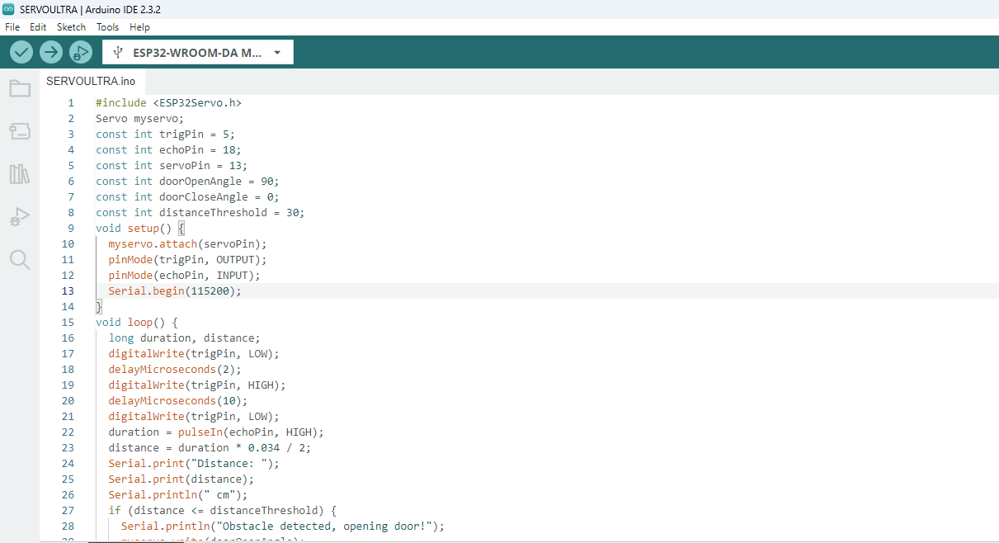 SERVOULTRA | Arduino IDE 2.3.2
File Edit Sketch Tools Help
ESP32-WROOM-DA M...
SERVOULTRA.ino
1 #include <ESP32Servo.h>
2 Servo myservo;
3 const int trigPin = 5;
4 const int echoPin = 18;
5 const int servoPin = 13;
6 const int doorOpenAngle = 90;
7 const int doorCloseAngle = 0;
8 const int distanceThreshold = 30;
9 void setup() {
10 myservo.attach(servoPin);
11 pinMode(trigPin, OUTPUT);
12 pinMode(echoPin, INPUT);
13 Serial.begin(115200);
14 }
15 void loop() {
16 long duration, distance;
17 digitalWrite(trigPin, LOW);
18 delayMicroseconds(2);
19 digitalWrite(trigPin, HIGH);
20 delayMicroseconds(10);
21 digitalWrite(trigPin, LOW);
22 duration = pulseIn(echoPin, HIGH);
23 distance = duration * 0.034 / 2;
24 Serial.print("Distance: ");
25 Serial.print(distance);
26 Serial.println(" cm");
27 if (distance <= distanceThreshold) {
28 Serial.println("Obstacle detected, opening door!");